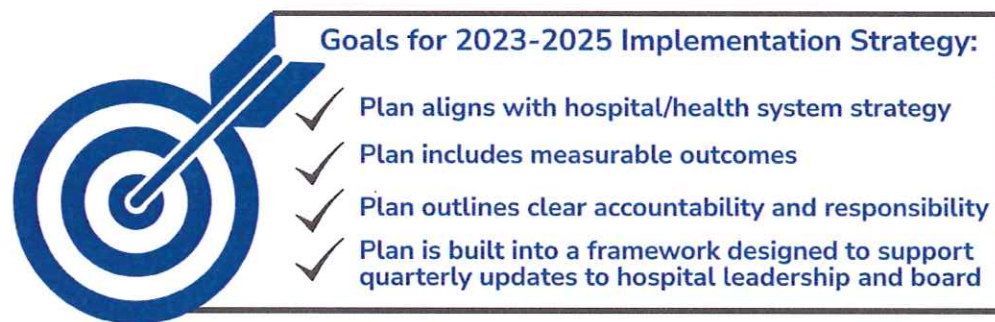 Goals for 2023-2025 Implementation Strategy:
Plan aligns with hospital/health system strategy
Plan includes measurable outcomes
Plan outlines clear accountability and responsibility
Plan is built into a framework designed to support
quarterly updates to hospital leadership and board